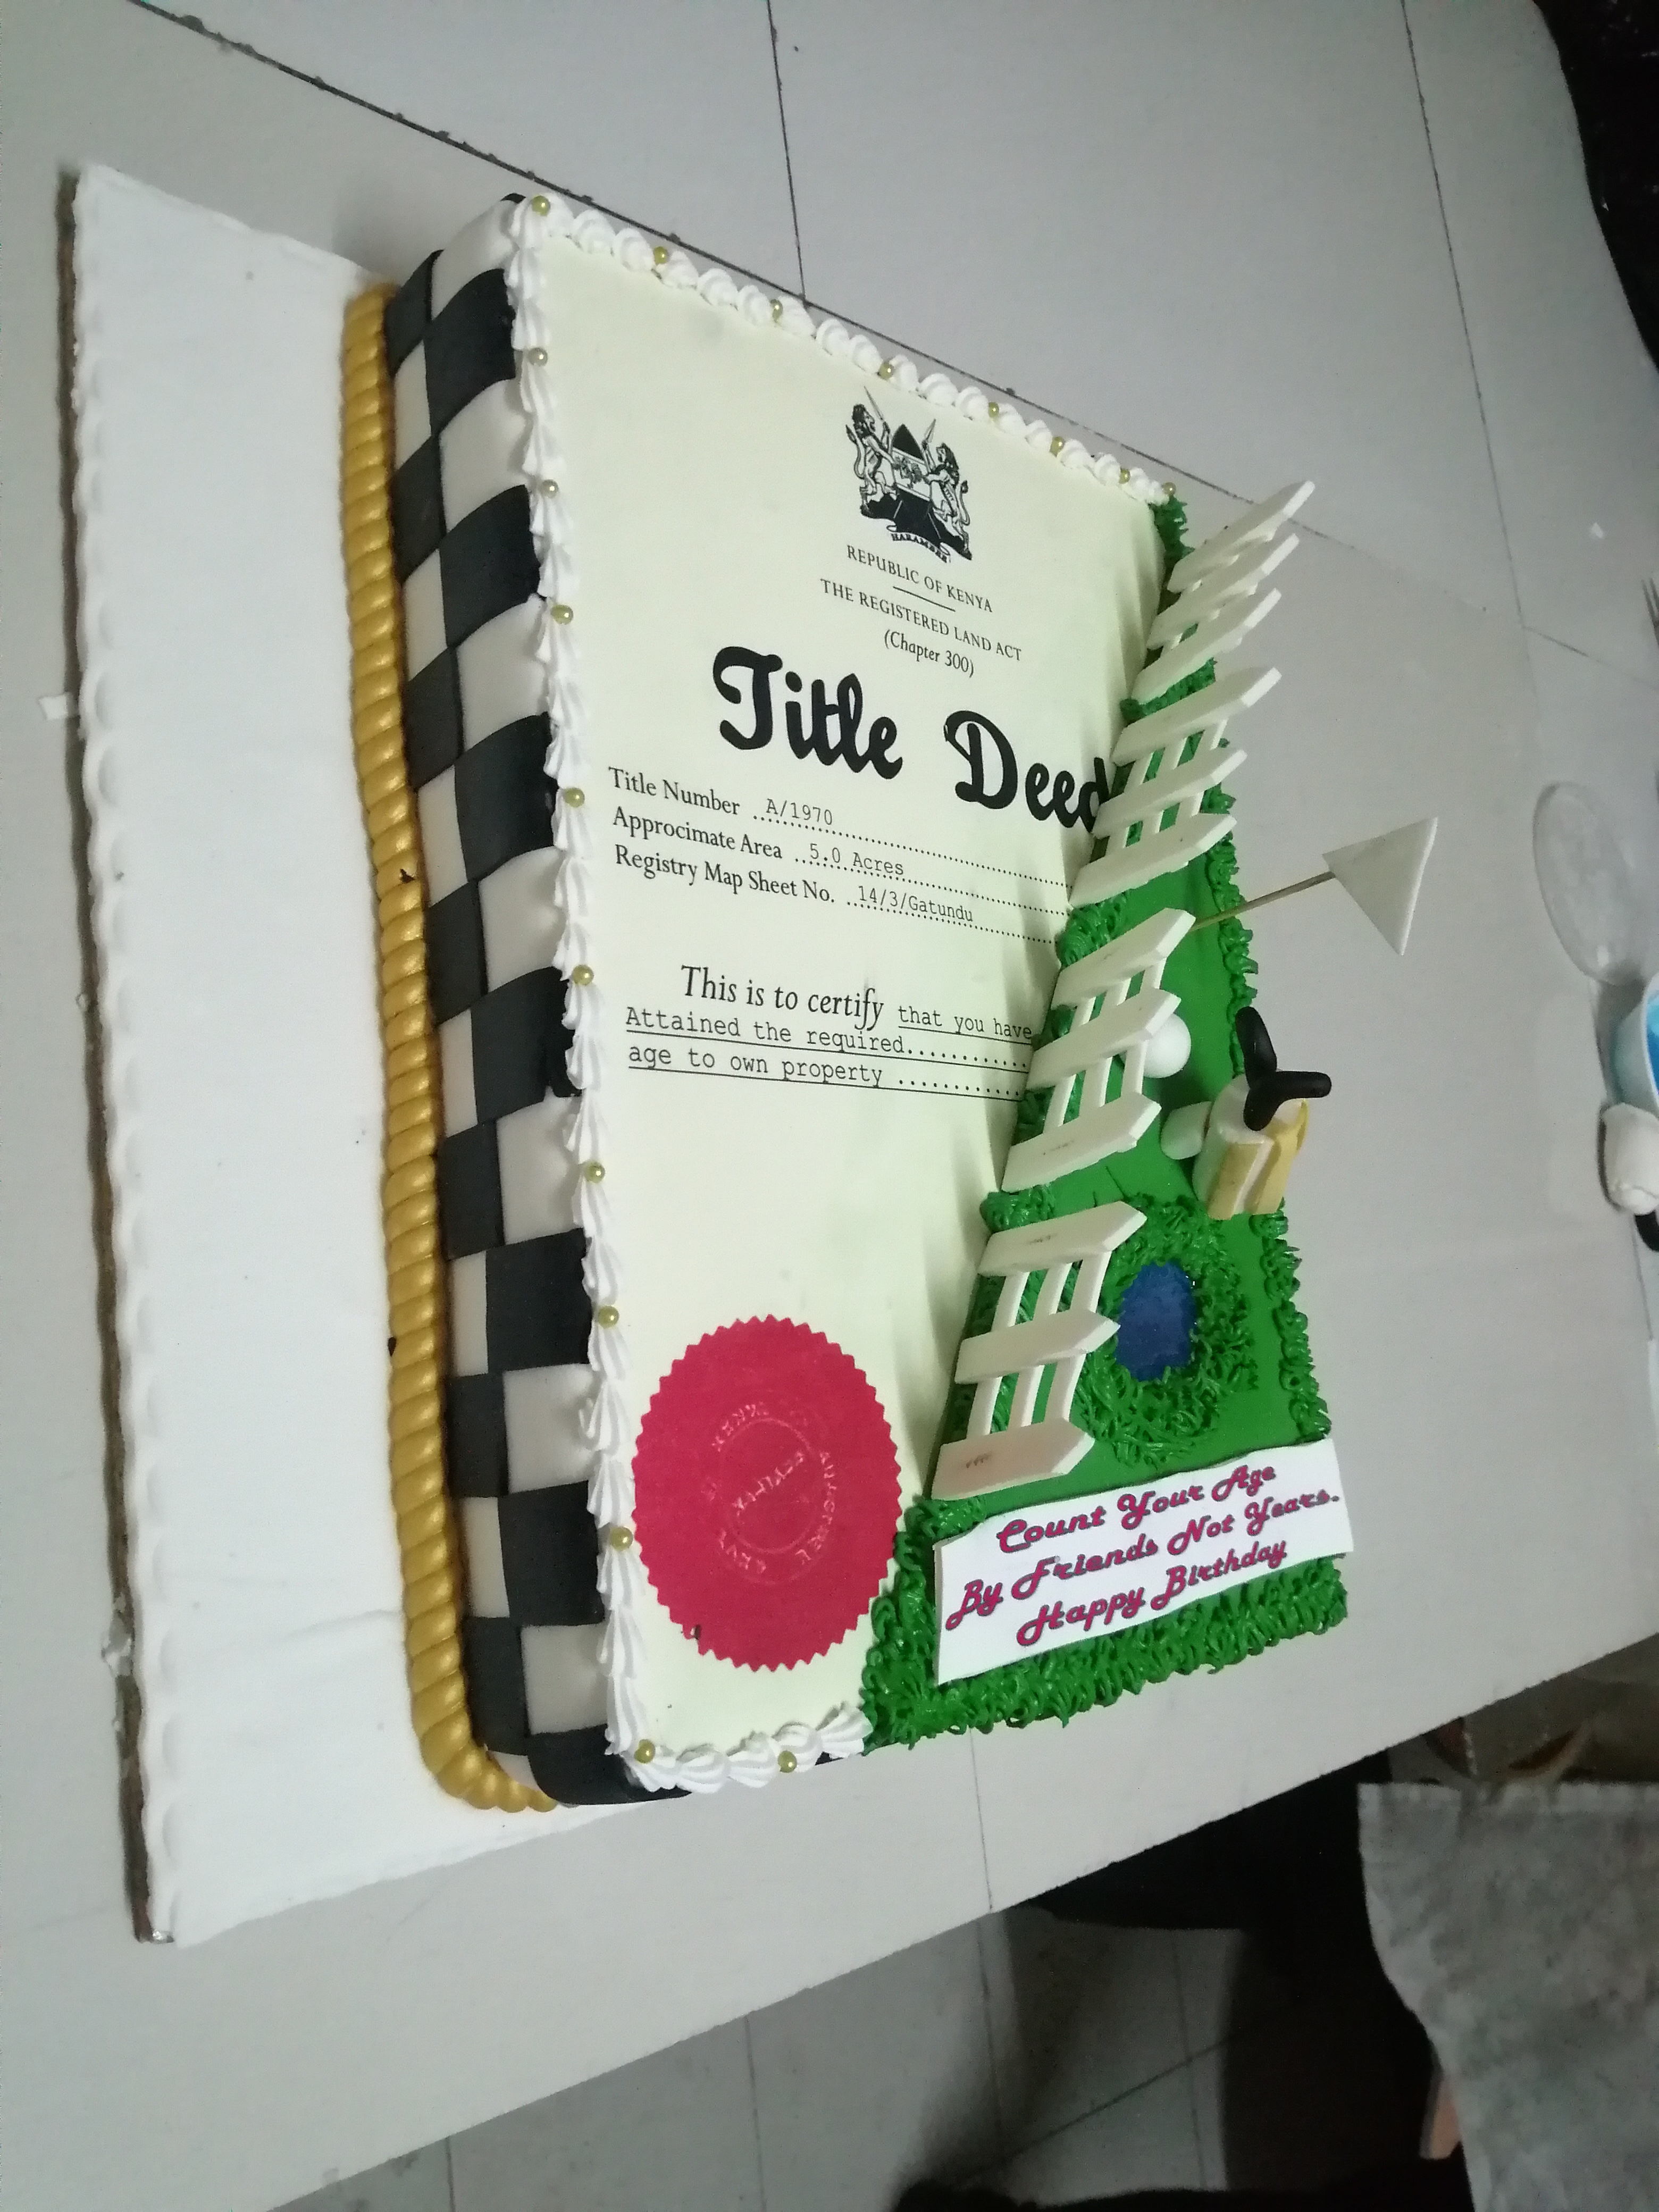 HARAMBEE
REPUBLIC OF KENYA
THE REGISTERED LAND ACT
(Chapter 300)
Title Deed
Title Number A/1970
Approcimate Area 5.0 Acres
Registry Map Sheet No. 14/3/Gatundu
This is to certify that you have
Attained the required
age to own property
Count Your Age
By Friends Not Years.
Happy Birthday